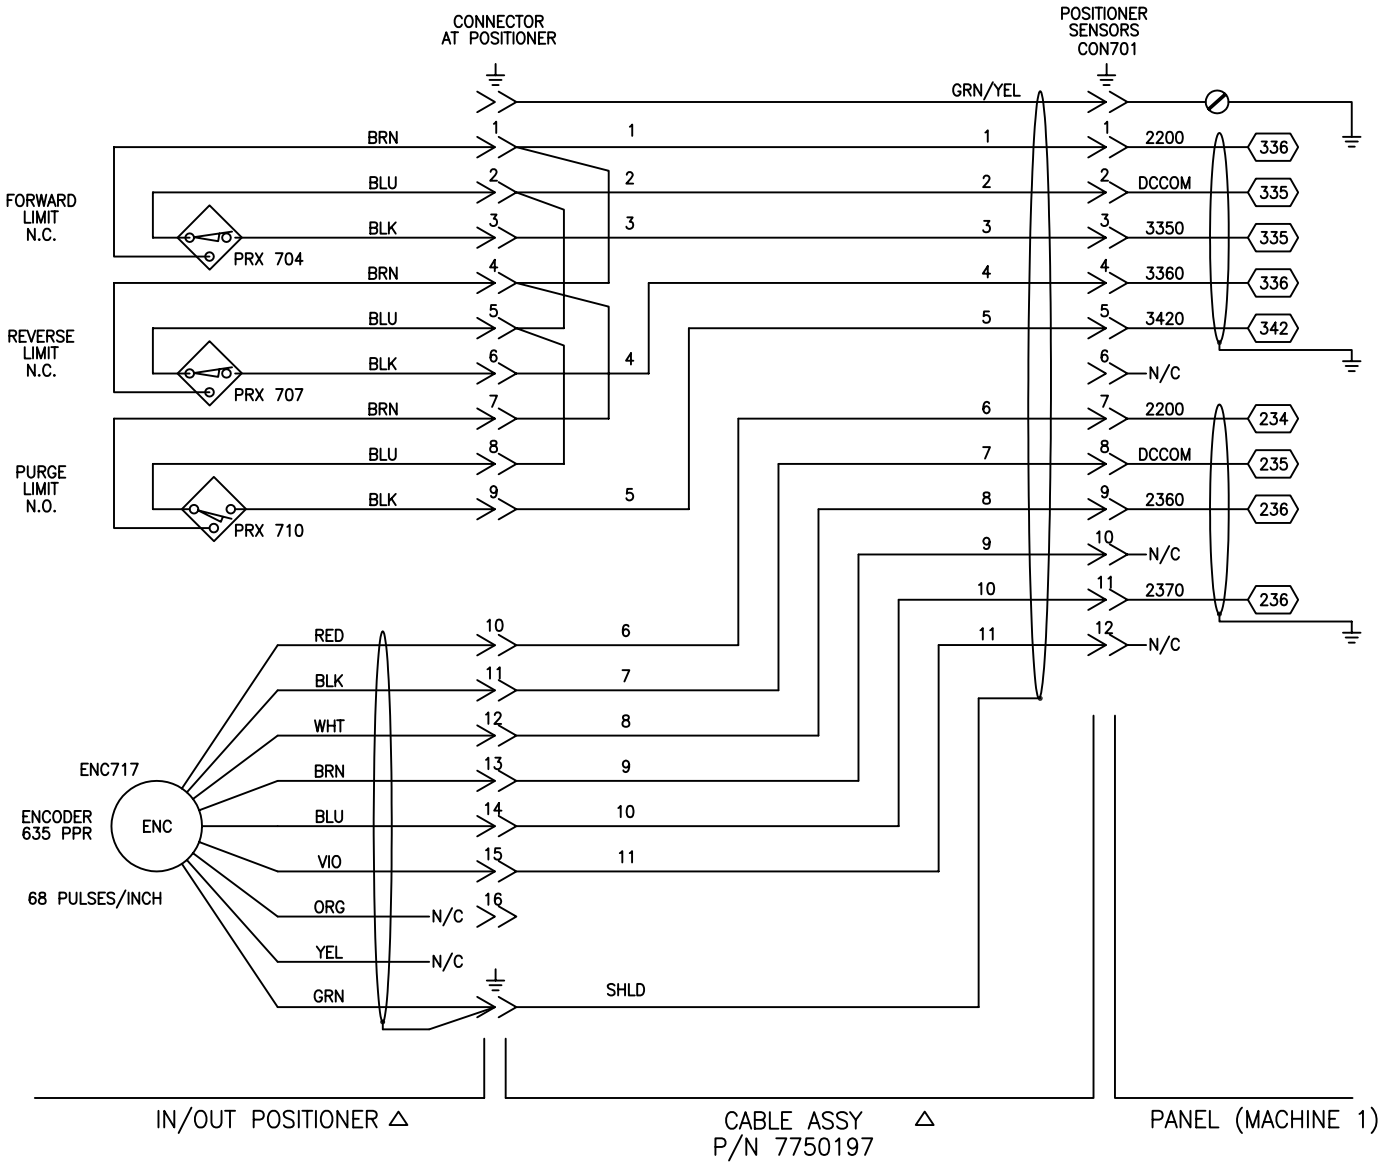 CONNECTOR
AT POSITIONER
POSITIONER
SENSORS
CON701
GRN/YEL
BRN 1 1 1 1 2200 336
BLU 2 2 2 2 DCCOM 335
FORWARD
LIMIT
N.C.
BLK 3 3 3 3 3350 335
PRX 704
BRN 4 4 4 3360 336
REVERSE
LIMIT
N.C.
BLU 5 5 5 3420 342
BLK 6 4 6 N/C
PRX 707
BRN 7 6 7 2200 234
BLU 8 7 8 DCCOM 235
PURGE
LIMIT
N.O.
BLK 9 5 8 9 2360 236
PRX 710
9 10 N/C
10 11 2370 236
RED 10 6 11 12 N/C
BLK 11 7
WHT 12 8
ENC717
BRN 13 9
ENCODER
635 PPR
ENC
BLU 14 10
VIO 15 11
68 PULSES/INCH
ORG N/C 16
YEL N/C
GRN SHLD
IN/OUT POSITIONER
CABLE ASSY
P/N 7750197
PANEL (MACHINE 1)